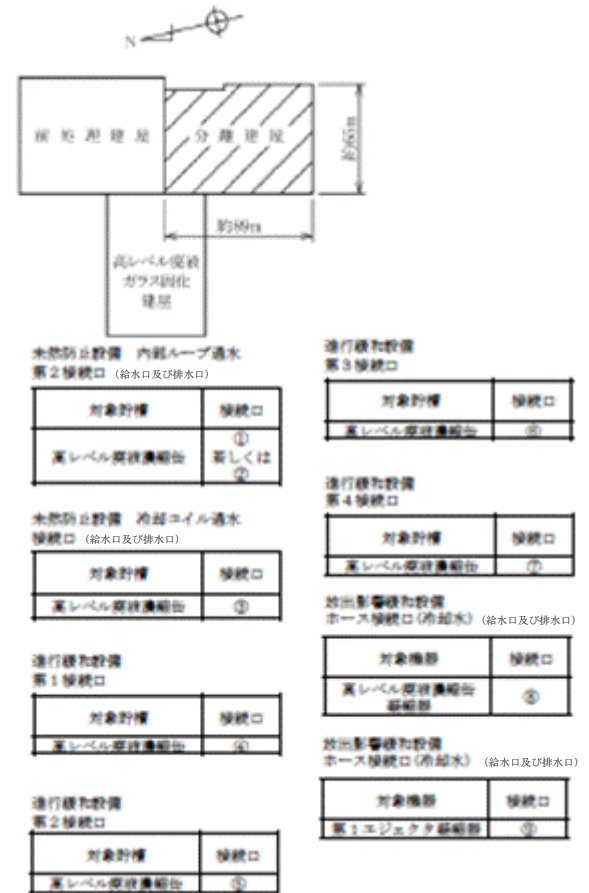 N
前処理建屋
分離建屋
約65m
約89m
高レベル廃液
ガラス固化
建屋
未然防止設備 内部ループ通水
第2接続口（給水口及び排水口）
対象貯槽 接続口
高レベル廃液濃縮缶 ①
若しくは
②
未然防止設備 冷却コイル通水
接続口（給水口及び排水口）
対象貯槽 接続口
高レベル廃液濃縮缶 ③
進行緩和設備
第1接続口
対象貯槽 接続口
高レベル廃液濃縮缶 ④
進行緩和設備
第2接続口
対象貯槽 接続口
高レベル廃液濃縮缶 ⑤
進行緩和設備
第3接続口
対象貯槽 接続口
高レベル廃液濃縮缶 ⑥
進行緩和設備
第4接続口
対象貯槽 接続口
高レベル廃液濃縮缶 ⑦
放出影響緩和設備
ホース接続口(冷却水)（給水口及び排水口）
対象機器 接続口
高レベル廃液濃縮缶
凝縮器 ⑧
放出影響緩和設備
ホース接続口(冷却水)（給水口及び排水口）
対象機器 接続口
第1エジェクタ凝縮器 ⑨